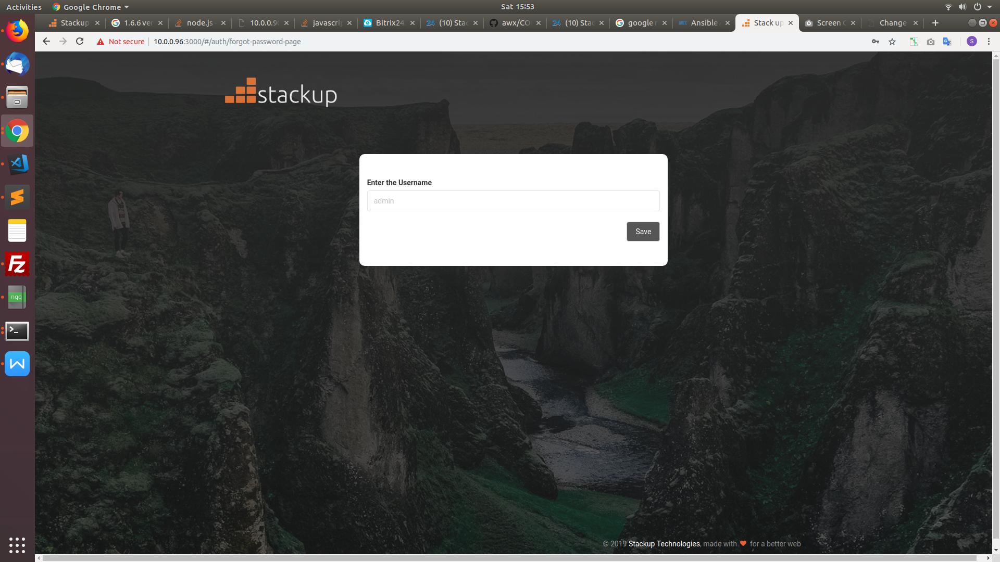 Activities
Google Chrome
Sat 15:53
Stackup
1.6.6 ver
node.js -
10.0.0.96
javascrip
Bitrix24
(10) Stac
awx/CO
(10) Stac
google r
Ansible
Stack up
Screen C
Change
Not secure
10.0.0.96:3000/#/auth/forgot-password-page
S
stackup
Enter the Username
admin
Save
nqq
© 2019 Stackup Technologies, made with ❤ for a better web